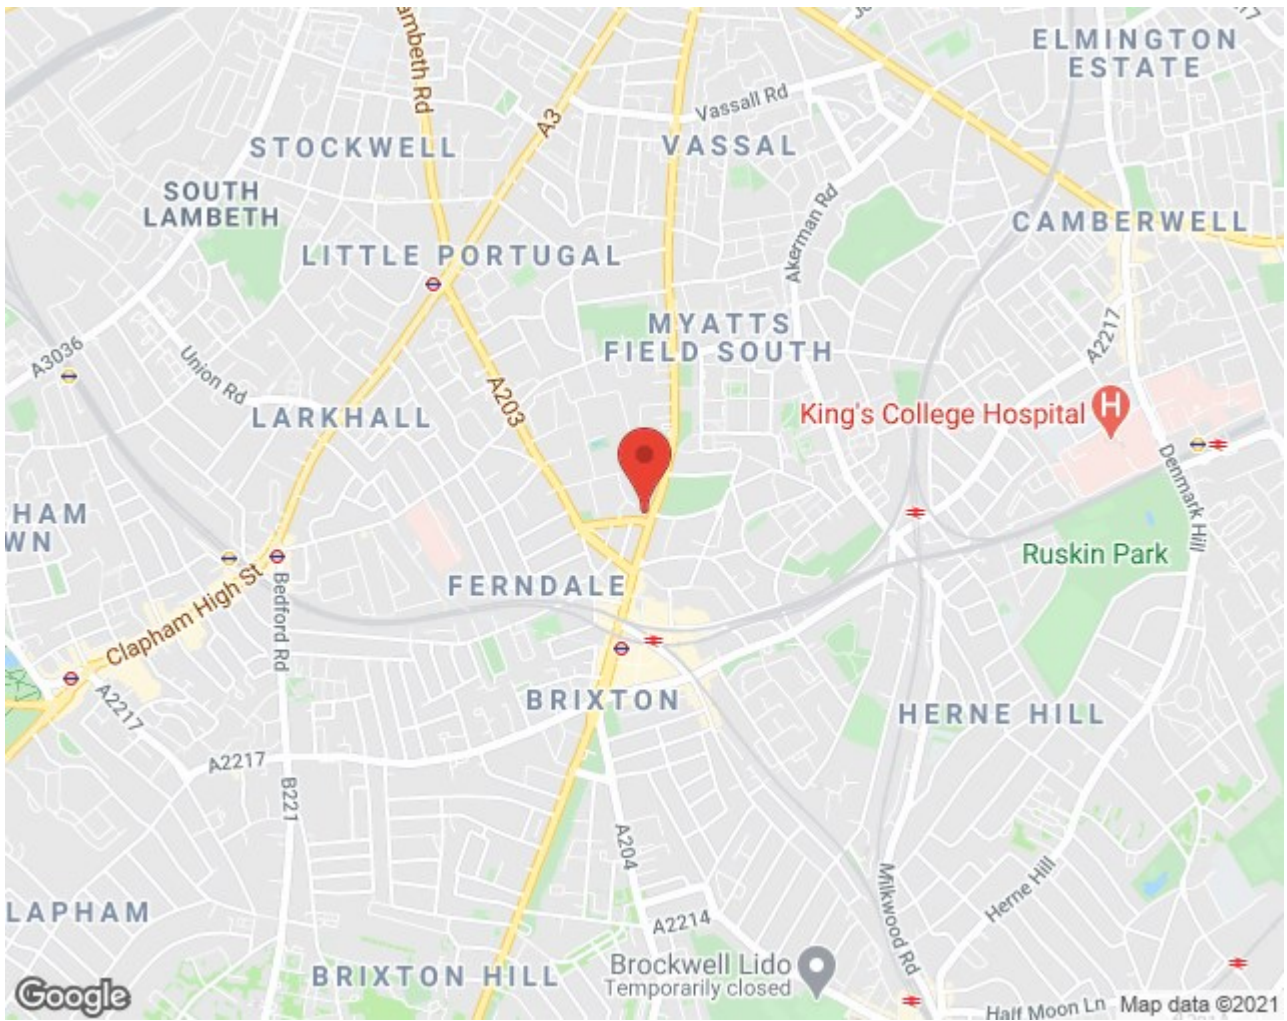 ambeth Rd
ELMINGTON
ESTATE
A3
Vassall Rd
STOCKWELL
VASSAL
SOUTH
LAMBETH
Akerman Rd
CAMBERWELL
LITTLE PORTUGAL
MYATTS
FIELD SOUTH
A2217
A3036
Union Rd
A203
LARKHALL
King's College Hospital
H
Denmark Hill
HAM
WN
Ruskin Park
FERNDALE
Clapham High St
Bedford Rd
A2217
BRIXTON
HERNE HILL
A2217
B221
A204
Milkwood Rd
Herne Hill
LAPHAM
A2214
BRIXTON HILL
Brockwell Lido
Temporarily closed
Half Moon Ln
Google
Map data ©2021